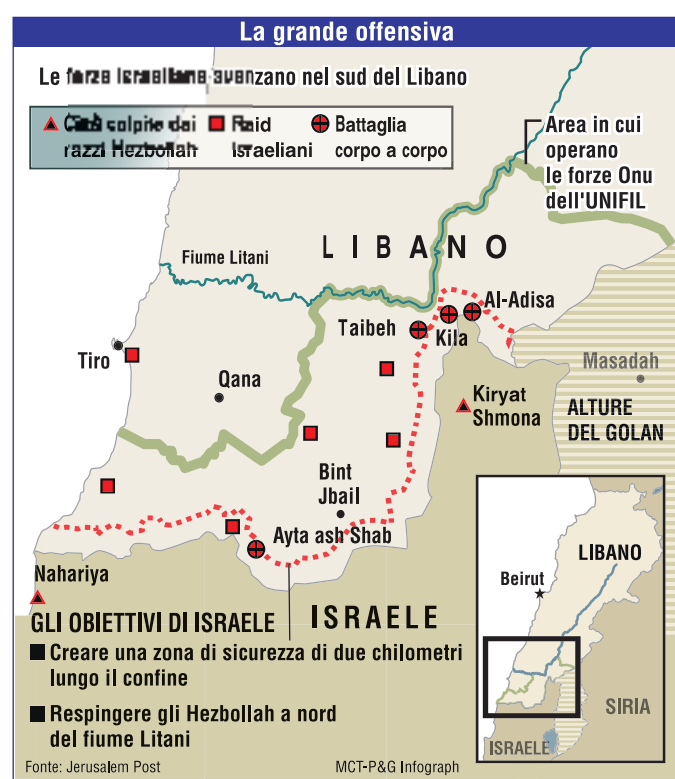 La grande offensiva
Le forze israeliane avanzano nel sud del Libano
Città colpite dai
razzi Hezbollah
Raid
Israeliani
Battaglia
corpo a corpo
Area in cui
operano
le forze Onu
dell'UNIFIL
LIBANO
Fiume Litani
Al-Adisa
Taibeh
Kila
Tiro
Masadah
Qana
Kiryat
Shmona
ALTURE
DEL GOLAN
Bint
Jbail
Ayta ash Shab
Nahariya
ISRAELE
GLI OBIETTIVI DI ISRAELE
Creare una zona di sicurezza di due chilometri
lungo il confine
Respingere gli Hezbollah a nord
del fiume Litani
LIBANO
Beirut
SIRIA
ISRAELE
Fonte: Jerusalem Post
MCT-P&G Infograph